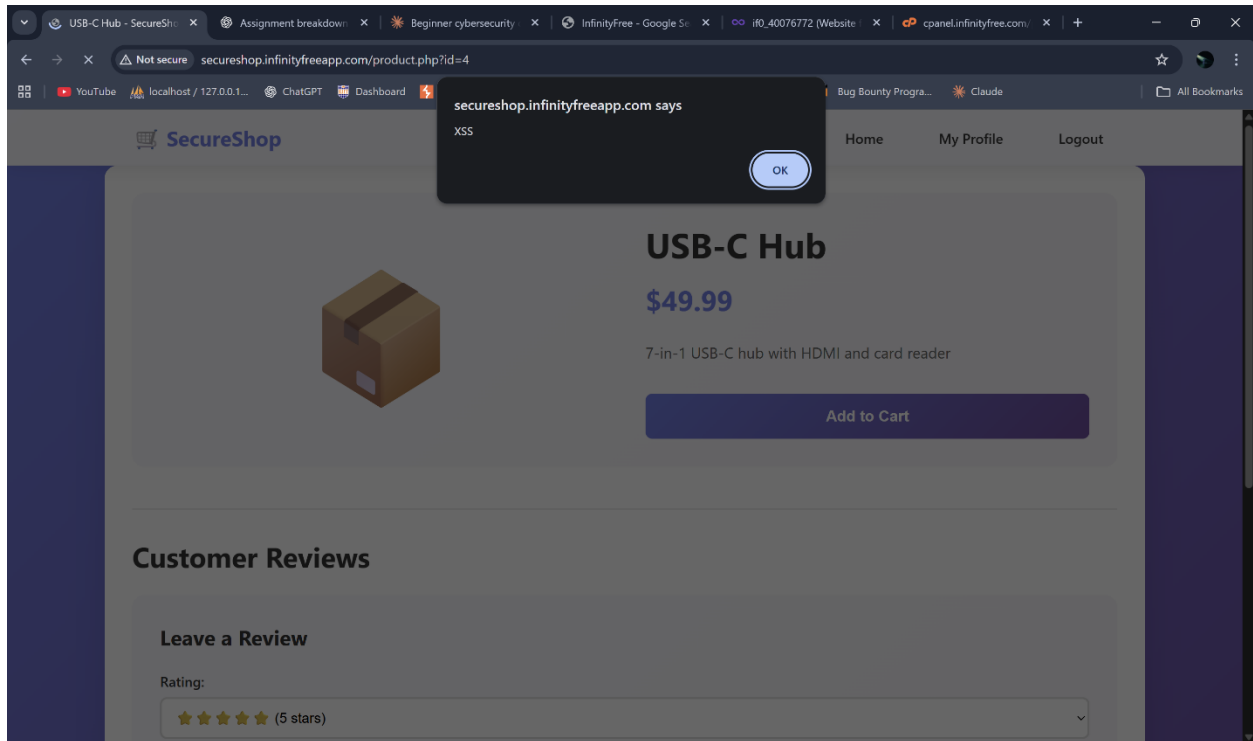 USB-C Hub - SecureSho
Assignment breakdown
Beginner cybersecurity
InfinityFree - Google Se
if0_40076772 (Website
cpanel.infinityfree.com/
Not secure
secureshop.infinityfreeapp.com/product.php?id=4
YouTube
localhost / 127.0.0.1...
ChatGPT
Dashboard
Bug Bounty Progra...
Claude
All Bookmarks
secureshop.infinityfreeapp.com says
XSS
OK
SecureShop
Home
My Profile
Logout
USB-C Hub
$49.99
7-in-1 USB-C hub with HDMI and card reader
Add to Cart
Customer Reviews
Leave a Review
Rating:
(5 stars)